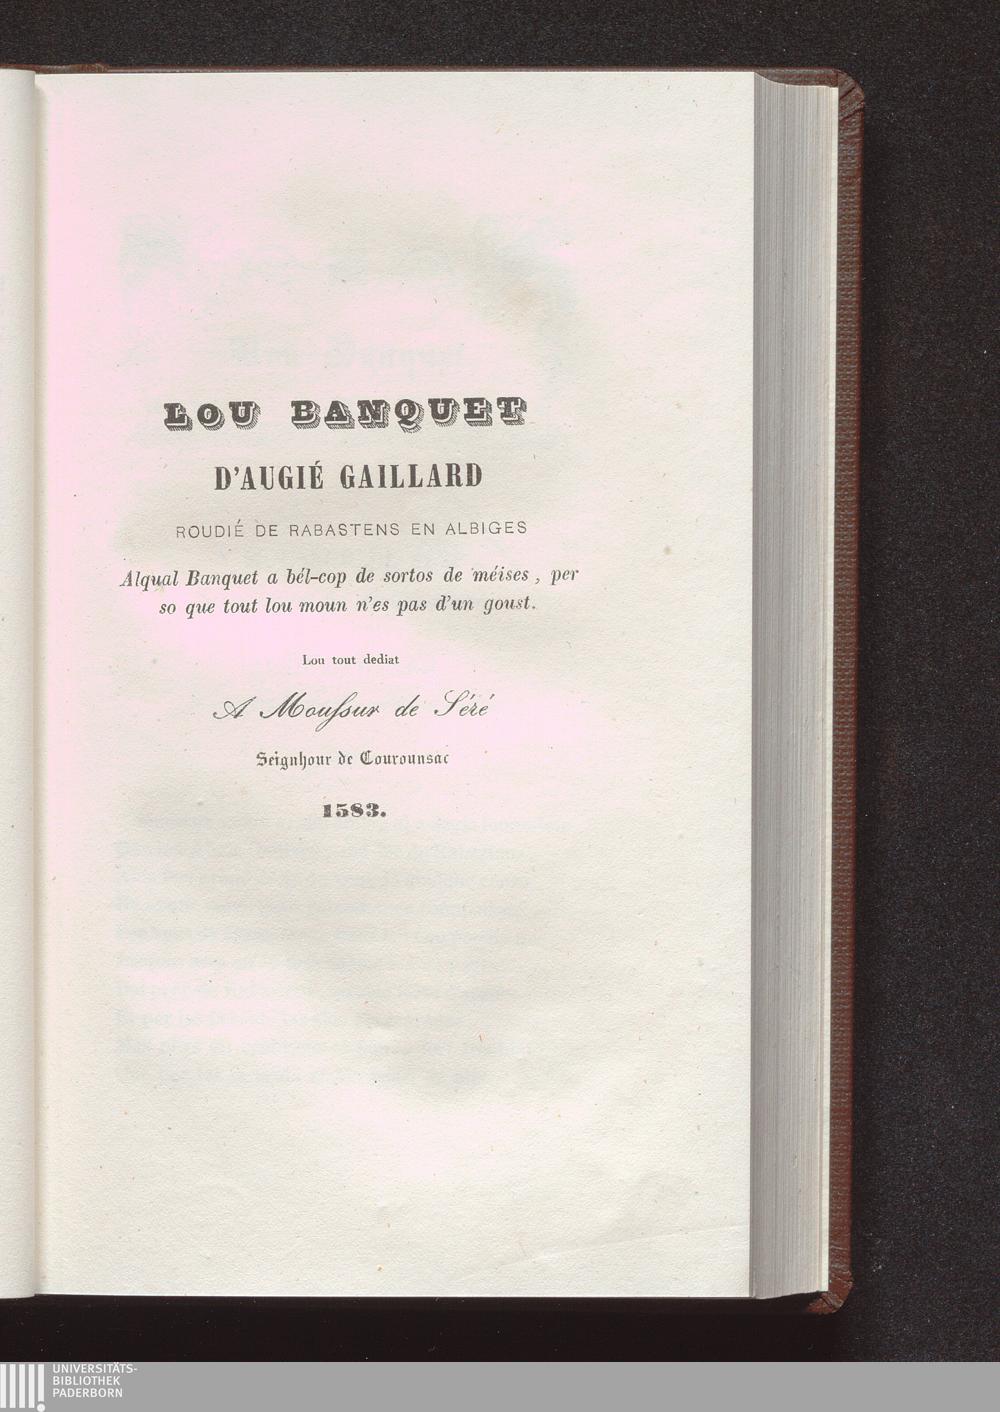 LOU BANQUET
D'AUGIÉ GAILLARD
ROUDIÉ DE RABASTENS EN ALBIGES
Alqual Banquet a bél-cop de sortos de méises, per
so que tout lou moun n'es pas d'un goust.
Lou tout dediat
A Mouſsur de Séré
Seignhour de Courounsac
1583.
UNIVERSITÄTS-
BIBLIOTHEK
PADERBORN